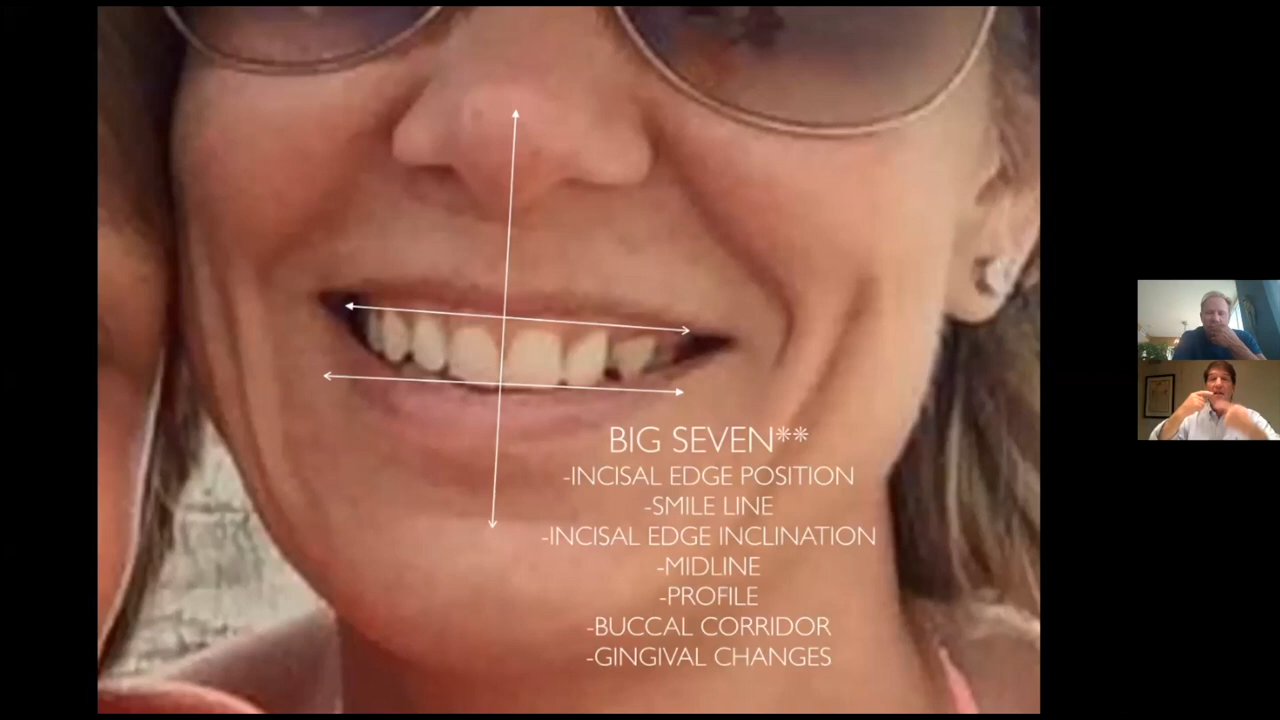 BIG SEVEN**
-INCISAL EDGE POSITION
-SMILE LINE
-INCISAL EDGE INCLINATION
-MIDLINE
-PROFILE
-BUCCAL CORRIDOR
-GINGIVAL CHANGES